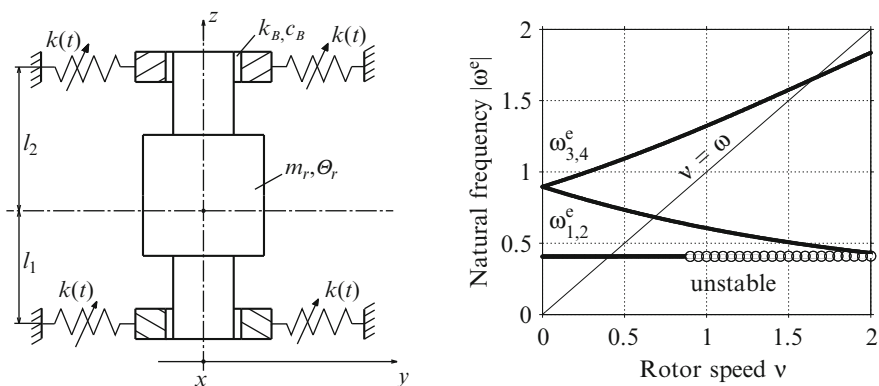 z
k(t)
k_B, c_B
k(t)
l_2
m_r, Θ_r
l_1
k(t)
k(t)
x
y
Natural frequency |ω^e|
2
1.5
1
0.5
0
ω^e_{3,4}
ν = ω
ω^e_{1,2}
unstable
0 0.5 1 1.5 2
Rotor speed ν